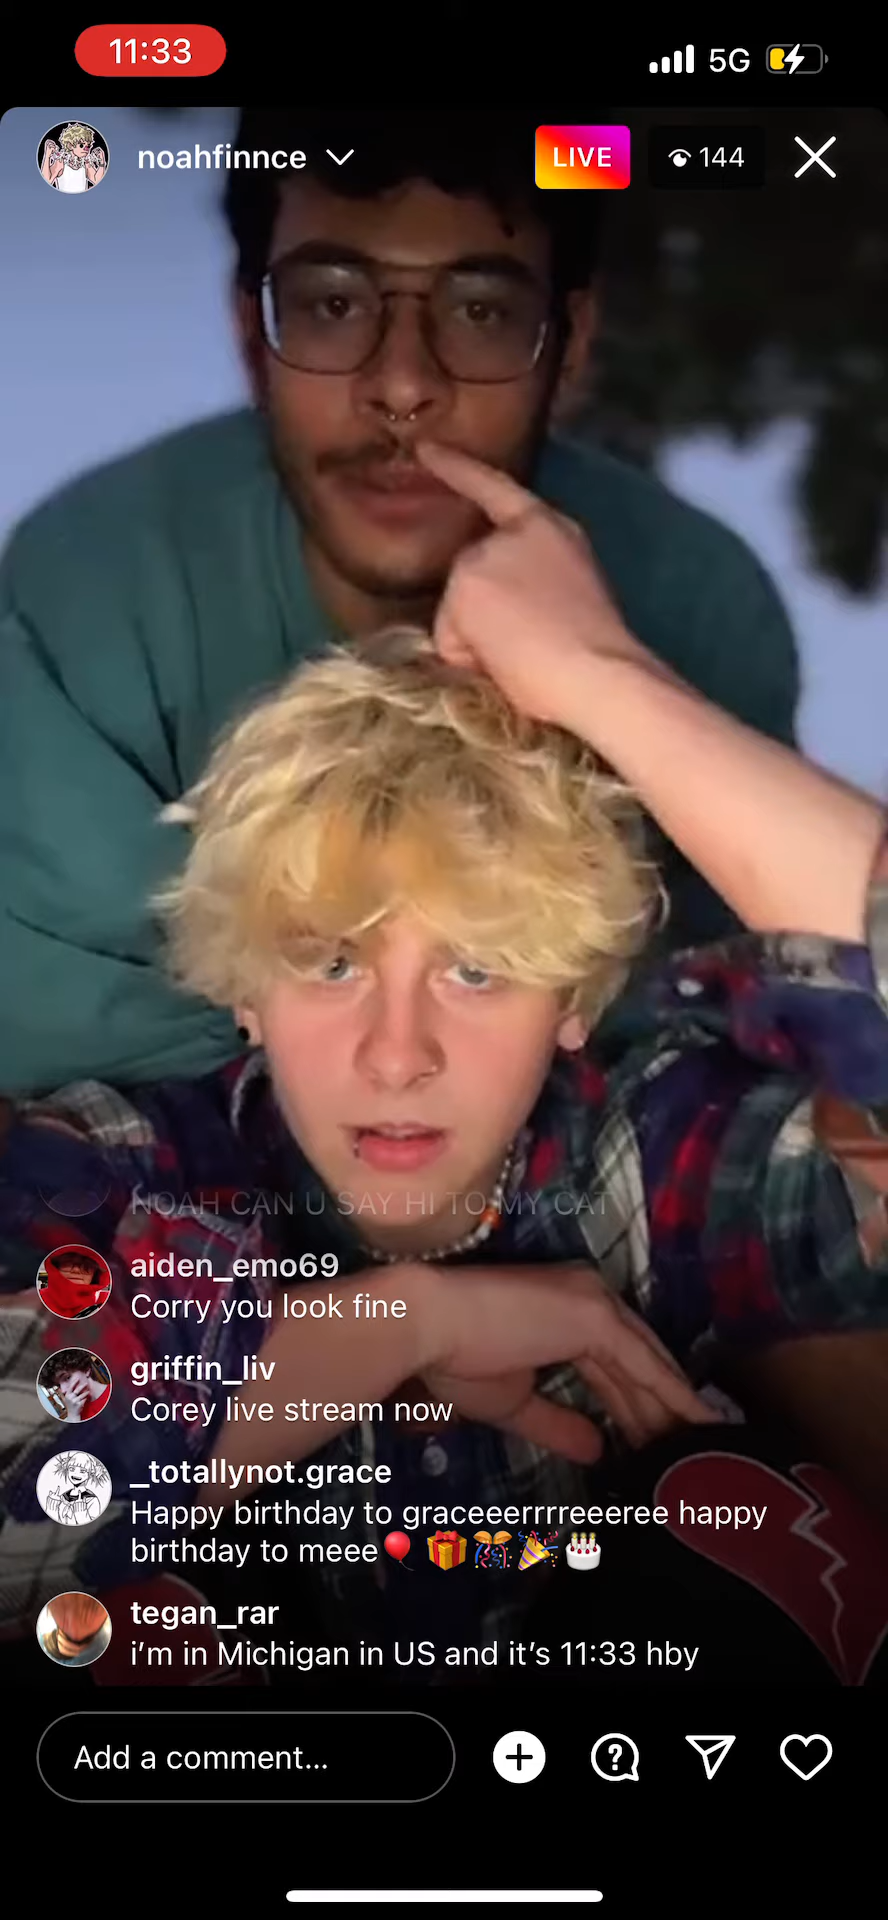 11:33
5G
noahfinnce
LIVE
144
NOAH CAN U SAY HI TO MY CAT
aiden_emo69
Corry you look fine
griffin_liv
Corey live stream now
_totallynot.grace
Happy birthday to graceeerrrreeeeree happy
birthday to meee🎈🎁🎊🎉🎂
tegan_rar
i’m in Michigan in US and it’s 11:33 hby
Add a comment...